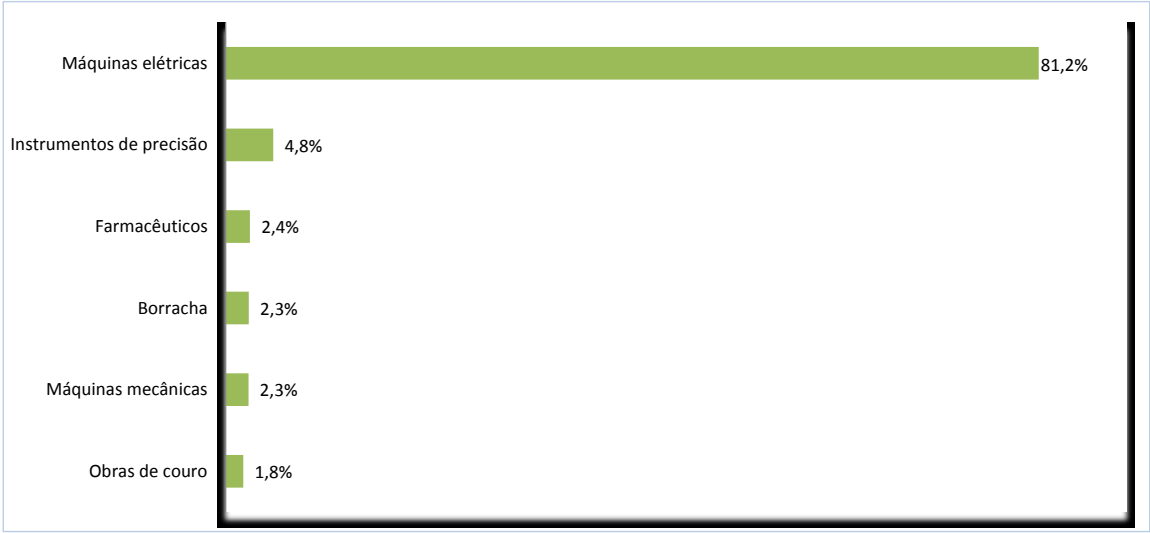 Máquinas elétricas 81,2%
Instrumentos de precisão 4,8%
Farmacêuticos 2,4%
Borracha 2,3%
Máquinas mecânicas 2,3%
Obras de couro 1,8%